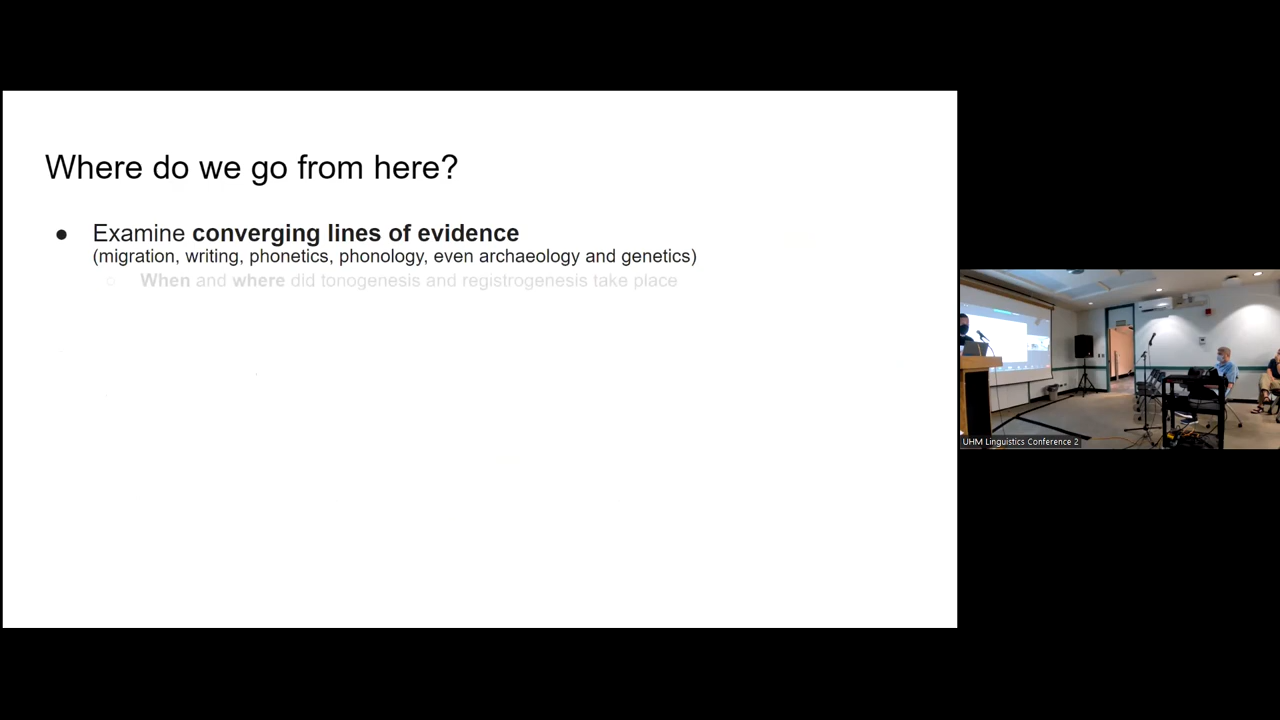 Where do we go from here?
● Examine converging lines of evidence
(migration, writing, phonetics, phonology, even archaeology and genetics)
○ When and where did tonogenesis and registrogenesis take place
UHM Linguistics Conference 2